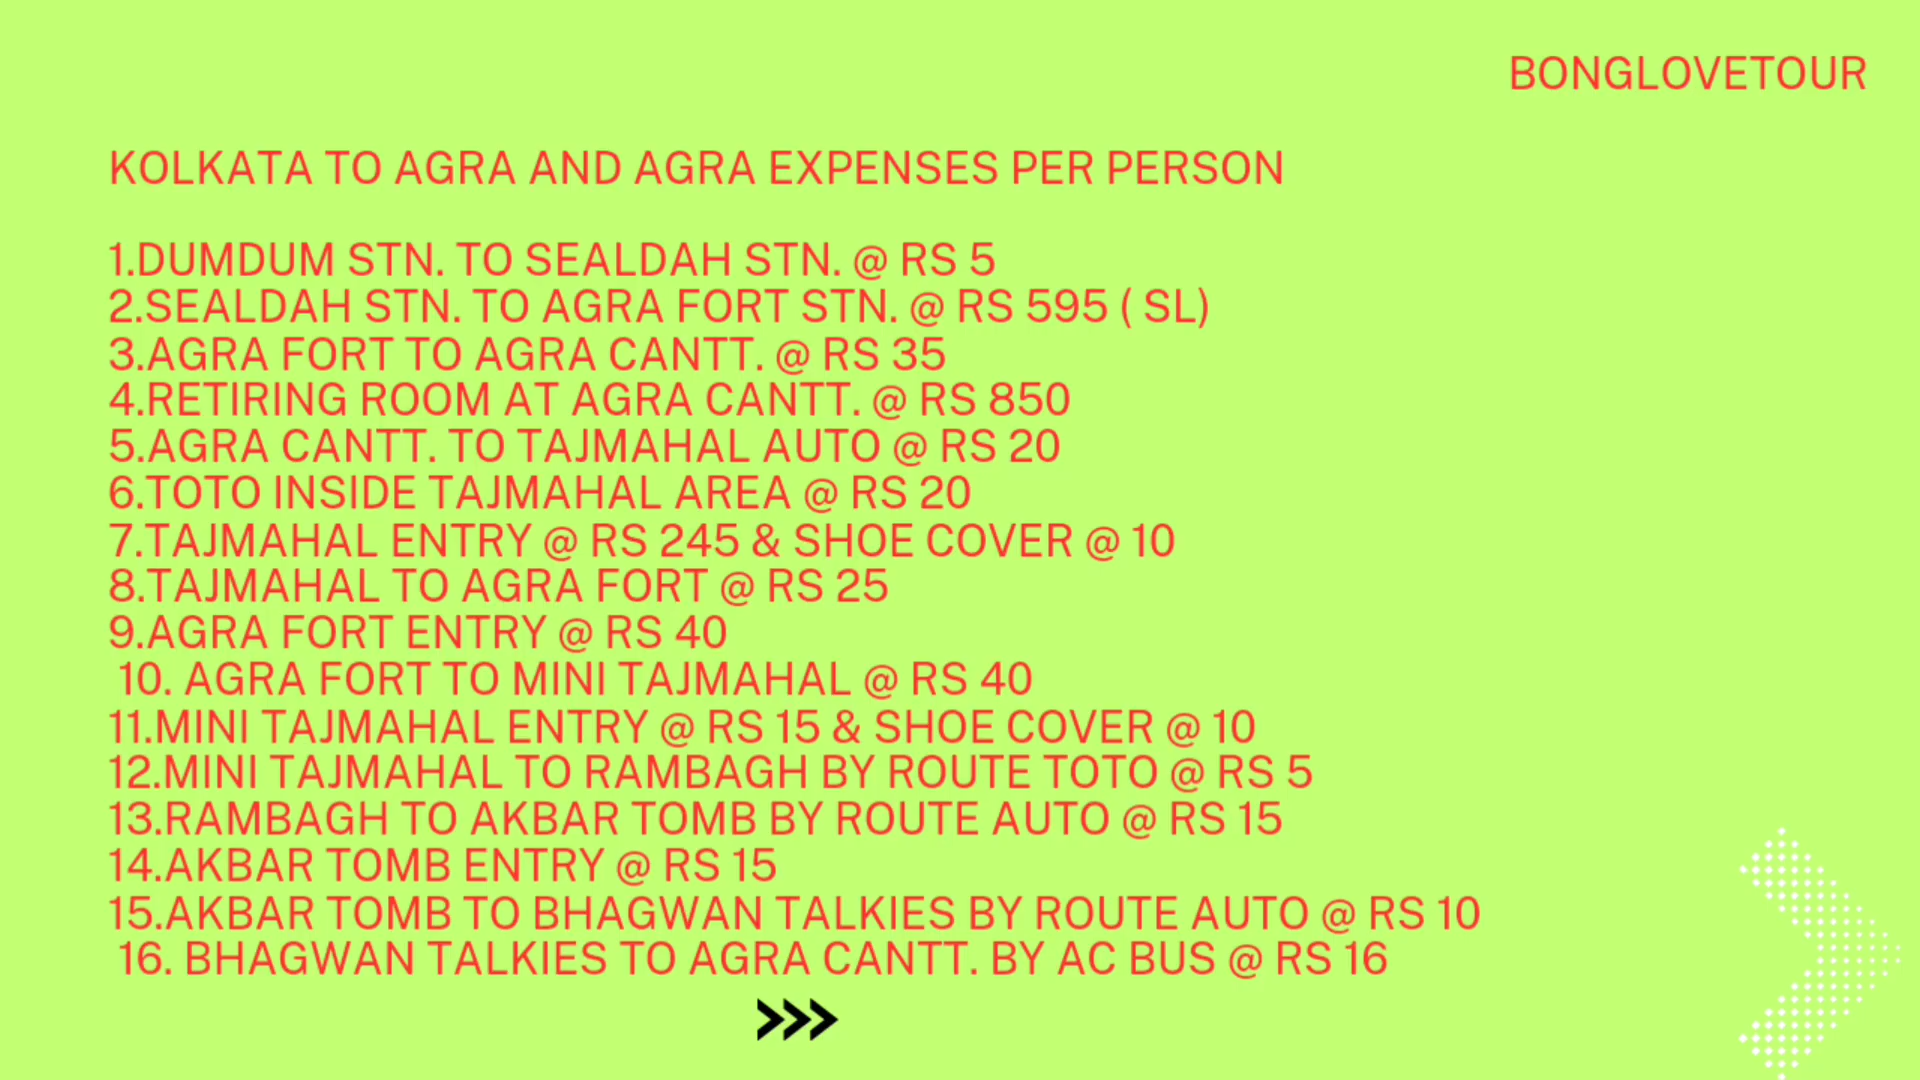 BONGLOVETOUR
KOLKATA TO AGRA AND AGRA EXPENSES PER PERSON
1.DUMDUM STN. TO SEALDAH STN. @ RS 5
2.SEALDAH STN. TO AGRA FORT STN. @ RS 595 ( SL)
3.AGRA FORT TO AGRA CANTT. @ RS 35
4.RETIRING ROOM AT AGRA CANTT. @ RS 850
5.AGRA CANTT. TO TAJMAHAL AUTO @ RS 20
6.TOTO INSIDE TAJMAHAL AREA @ RS 20
7.TAJMAHAL ENTRY @ RS 245 & SHOE COVER @ 10
8.TAJMAHAL TO AGRA FORT @ RS 25
9.AGRA FORT ENTRY @ RS 40
10. AGRA FORT TO MINI TAJMAHAL @ RS 40
11.MINI TAJMAHAL ENTRY @ RS 15 & SHOE COVER @ 10
12.MINI TAJMAHAL TO RAMBAGH BY ROUTE TOTO @ RS 5
13.RAMBAGH TO AKBAR TOMB BY ROUTE AUTO @ RS 15
14.AKBAR TOMB ENTRY @ RS 15
15.AKBAR TOMB TO BHAGWAN TALKIES BY ROUTE AUTO @ RS 10
16. BHAGWAN TALKIES TO AGRA CANTT. BY AC BUS @ RS 16